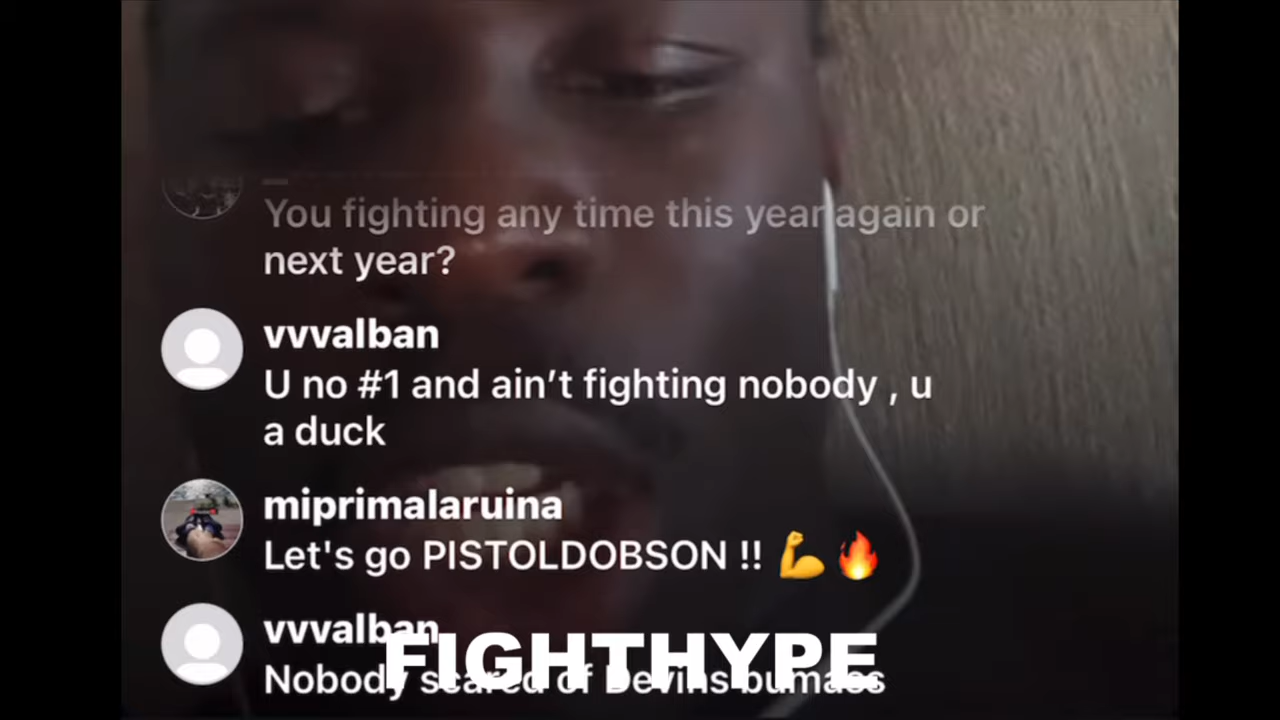 You fighting any time this year again or
next year?
vvvalban
U no #1 and ain’t fighting nobody , u
a duck
miprimalaruina
Let's go PISTOLDOBSON !! 💪🔥
vvvalban
Nobody scared of Devins bumass
FIGHTHYPE